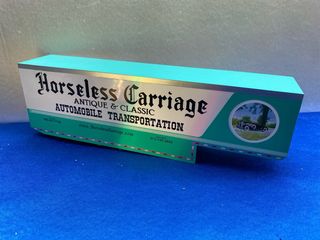 Horseless Carriage
ANTIQUE & CLASSIC
AUTOMOBILE TRANSPORTATION